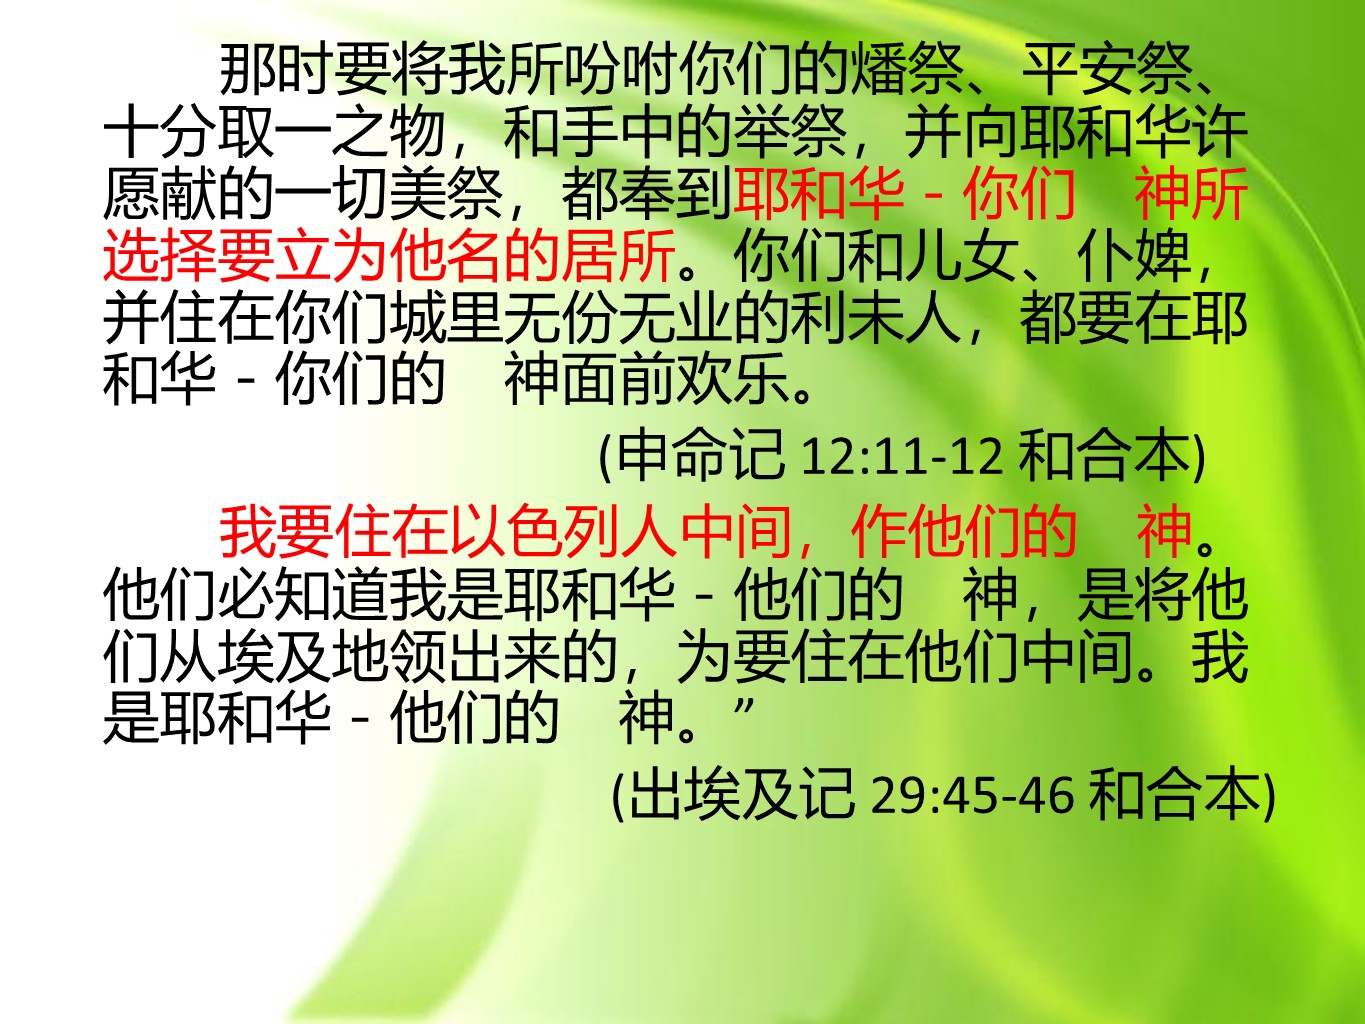 那时要将我所吩咐你们的燔祭、平安祭、
十分取一之物，和手中的举祭，并向耶和华许
愿献的一切美祭，都奉到耶和华－你们　神所
选择要立为他名的居所。你们和儿女、仆婢，
并住在你们城里无份无业的利未人，都要在耶
和华－你们的　神面前欢乐。
(申命记 12:11-12 和合本)
我要住在以色列人中间，作他们的　神。
他们必知道我是耶和华－他们的　神，是将他
们从埃及地领出来的，为要住在他们中间。我
是耶和华－他们的　神。”
(出埃及记 29:45-46 和合本)